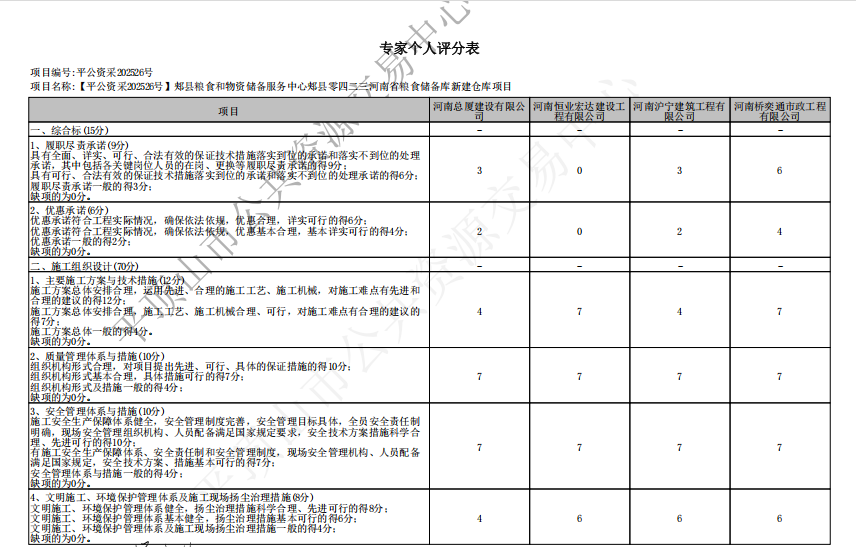 专家个人评分表
项目编号:平公资采202526号
项目名称:【平公资采202526号】郏县粮食和物资储备服务中心郏县零四二三河南省粮食储备库新建仓库项目
项目 河南总厦建设有限公司 河南恒业宏达建设工程有限公司 河南沪宁建筑工程有限公司 河南桥奕通市政工程有限公司
一、综合标(15分) - - - -
1、履职尽责承诺(9分)
具有全面、详实、可行、合法有效的保证技术措施落实到位的承诺和落实不到位的处理
承诺，其中包括各关键岗位人员的在岗、更换等履职尽责承诺的得9分;
具有可行、合法有效的保证技术措施落实到位的承诺和落实不到位的处理承诺的得6分;
履职尽责承诺一般的得3分;
缺项的为0分。
3 0 3 6
2、优惠承诺(6分)
优惠承诺符合工程实际情况，确保依法依规，优惠合理，详实可行的得6分;
优惠承诺符合工程实际情况，确保依法依规，优惠基本合理，基本详实可行的得4分;
优惠承诺一般的得2分;
缺项的为0分。
2 0 2 4
二、施工组织设计(70分) - - - -
1、主要施工方案与技术措施(12分)
施工方案总体安排合理，运用先进、合理的施工工艺、施工机械，对施工难点有先进和
合理的建议的得12分;
施工方案总体安排合理，施工工艺、施工机械合理、可行，对施工难点有合理的建议的
得7分;
施工方案总体一般的得4分。
缺项的为0分。
4 7 4 7
2、质量管理体系与措施(10分)
组织机构形式合理，对项目提出先进、可行、具体的保证措施的得10分;
组织机构形式基本合理，具体措施可行的得7分;
组织机构形式及措施一般的得4分;
缺项的为0分。
7 7 7 7
3、安全管理体系与措施(10分)
施工安全生产保障体系健全，安全管理制度完善，安全管理目标具体，全员安全责任制
明确，现场安全管理组织机构、人员配备满足国家规定要求，安全技术方案措施科学合
理、先进可行的得10分;
有施工安全生产保障体系、安全责任制和安全管理制度，现场安全管理机构、人员配备
满足国家规定，安全技术方案、措施基本可行的得7分;
安全管理体系与措施一般的得4分;
缺项的为0分。
7 7 7 7
4、文明施工、环境保护管理体系及施工现场扬尘治理措施(8分)
文明施工、环境保护管理体系健全，扬尘治理措施科学合理、先进可行的得8分;
文明施工、环境保护管理体系基本健全，扬尘治理措施基本可行的得6分;
文明施工、环境保护管理体系及施工现场扬尘治理措施一般的得4分;
缺项的为0分。
4 6 6 6
平顶山市公共资源交易中心
平顶山市公共资源交易中心